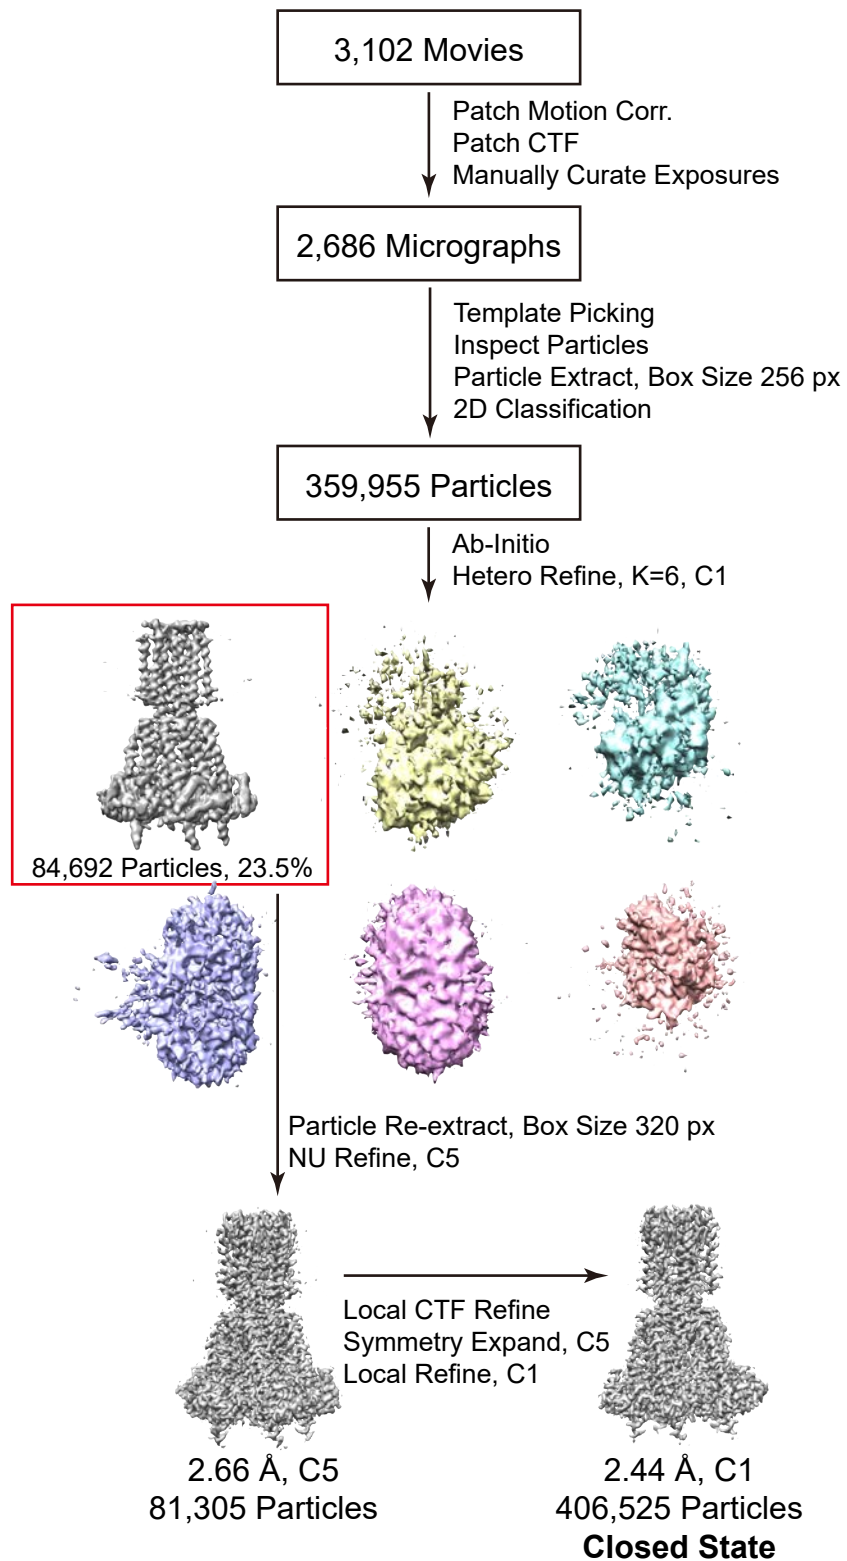 3,102 Movies
Patch Motion Corr.
Patch CTF
Manually Curate Exposures
2,686 Micrographs
Template Picking
Inspect Particles
Particle Extract, Box Size 256 px
2D Classification
359,955 Particles
Ab-Initio
Hetero Refine, K=6, C1
84,692 Particles, 23.5%
Particle Re-extract, Box Size 320 px
NU Refine, C5
Local CTF Refine
Symmetry Expand, C5
Local Refine, C1
2.66 Å, C5
81,305 Particles
2.44 Å, C1
406,525 Particles
Closed State